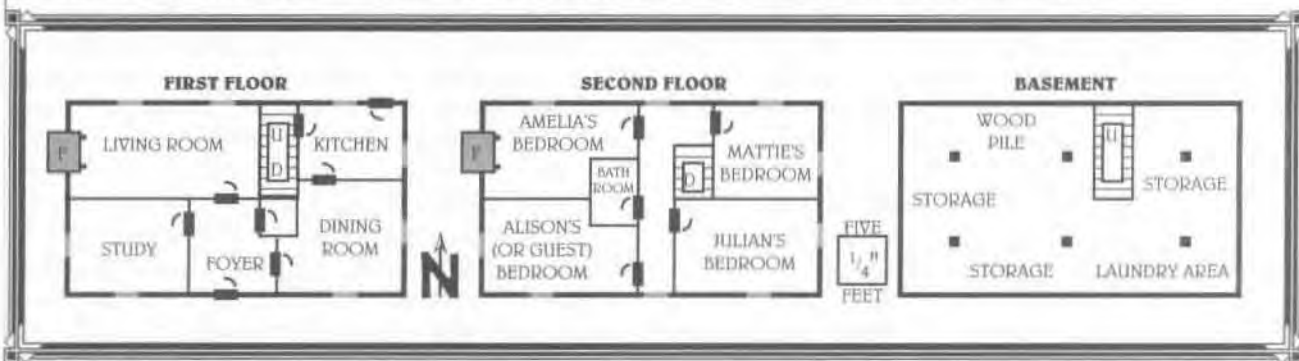 FIRST FLOOR
F
LIVING ROOM
U
D
KITCHEN
STUDY
FOYER
DINING
ROOM
N
SECOND FLOOR
F
AMELIA'S
BEDROOM
BATH
ROOM
D
MATTIE'S
BEDROOM
ALISON'S
(OR GUEST)
BEDROOM
JULIAN'S
BEDROOM
FIVE
1/4"
FEET
BASEMENT
WOOD
PILE
U
STORAGE
STORAGE
STORAGE
LAUNDRY AREA